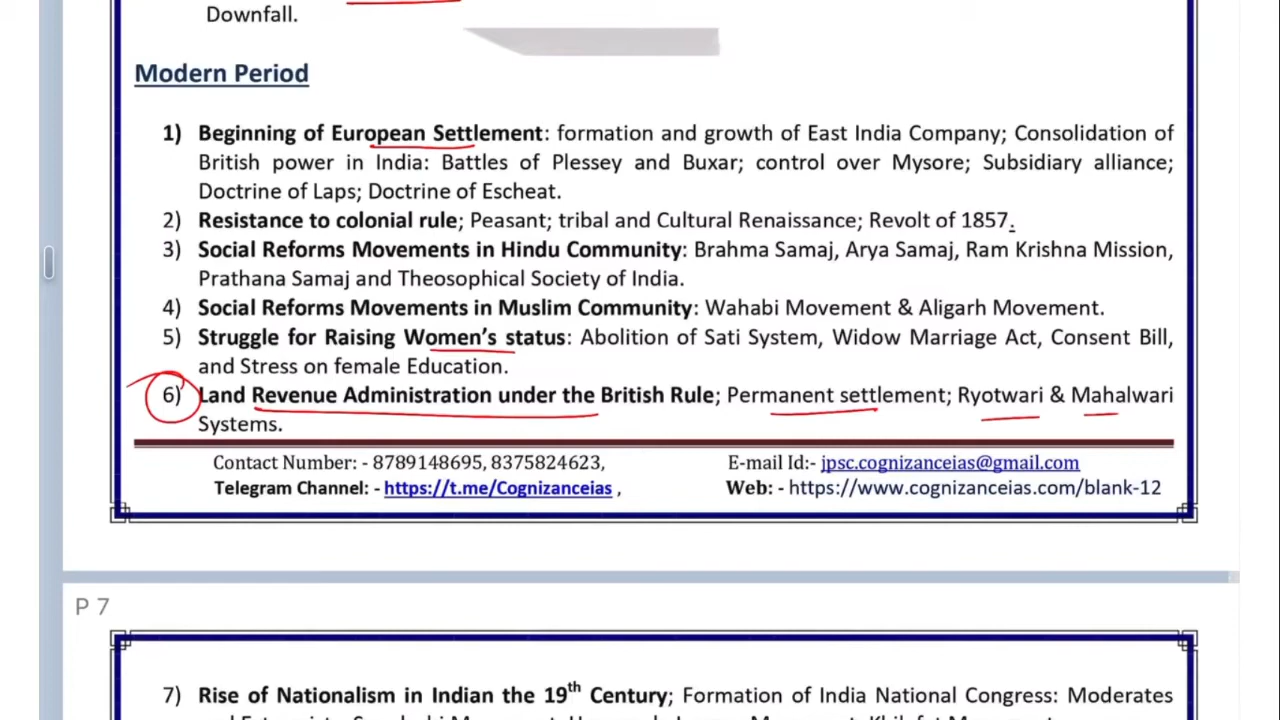 Downfall.
Modern Period
1) Beginning of European Settlement: formation and growth of East India Company; Consolidation of
British power in India: Battles of Plessey and Buxar; control over Mysore; Subsidiary alliance;
Doctrine of Laps; Doctrine of Escheat.
2) Resistance to colonial rule; Peasant; tribal and Cultural Renaissance; Revolt of 1857.
3) Social Reforms Movements in Hindu Community: Brahma Samaj, Arya Samaj, Ram Krishna Mission,
Prathana Samaj and Theosophical Society of India.
4) Social Reforms Movements in Muslim Community: Wahabi Movement & Aligarh Movement.
5) Struggle for Raising Women's status: Abolition of Sati System, Widow Marriage Act, Consent Bill,
and Stress on female Education.
6) Land Revenue Administration under the British Rule; Permanent settlement; Ryotwari & Mahalwari
Systems.
Contact Number: - 8789148695, 8375824623, E-mail Id:- jpsc.cognizanceias@gmail.com
Telegram Channel: - https://t.me/Cognizanceias , Web: - https://www.cognizanceias.com/blank-12
P 7
7) Rise of Nationalism in Indian the 19th Century; Formation of India National Congress: Moderates